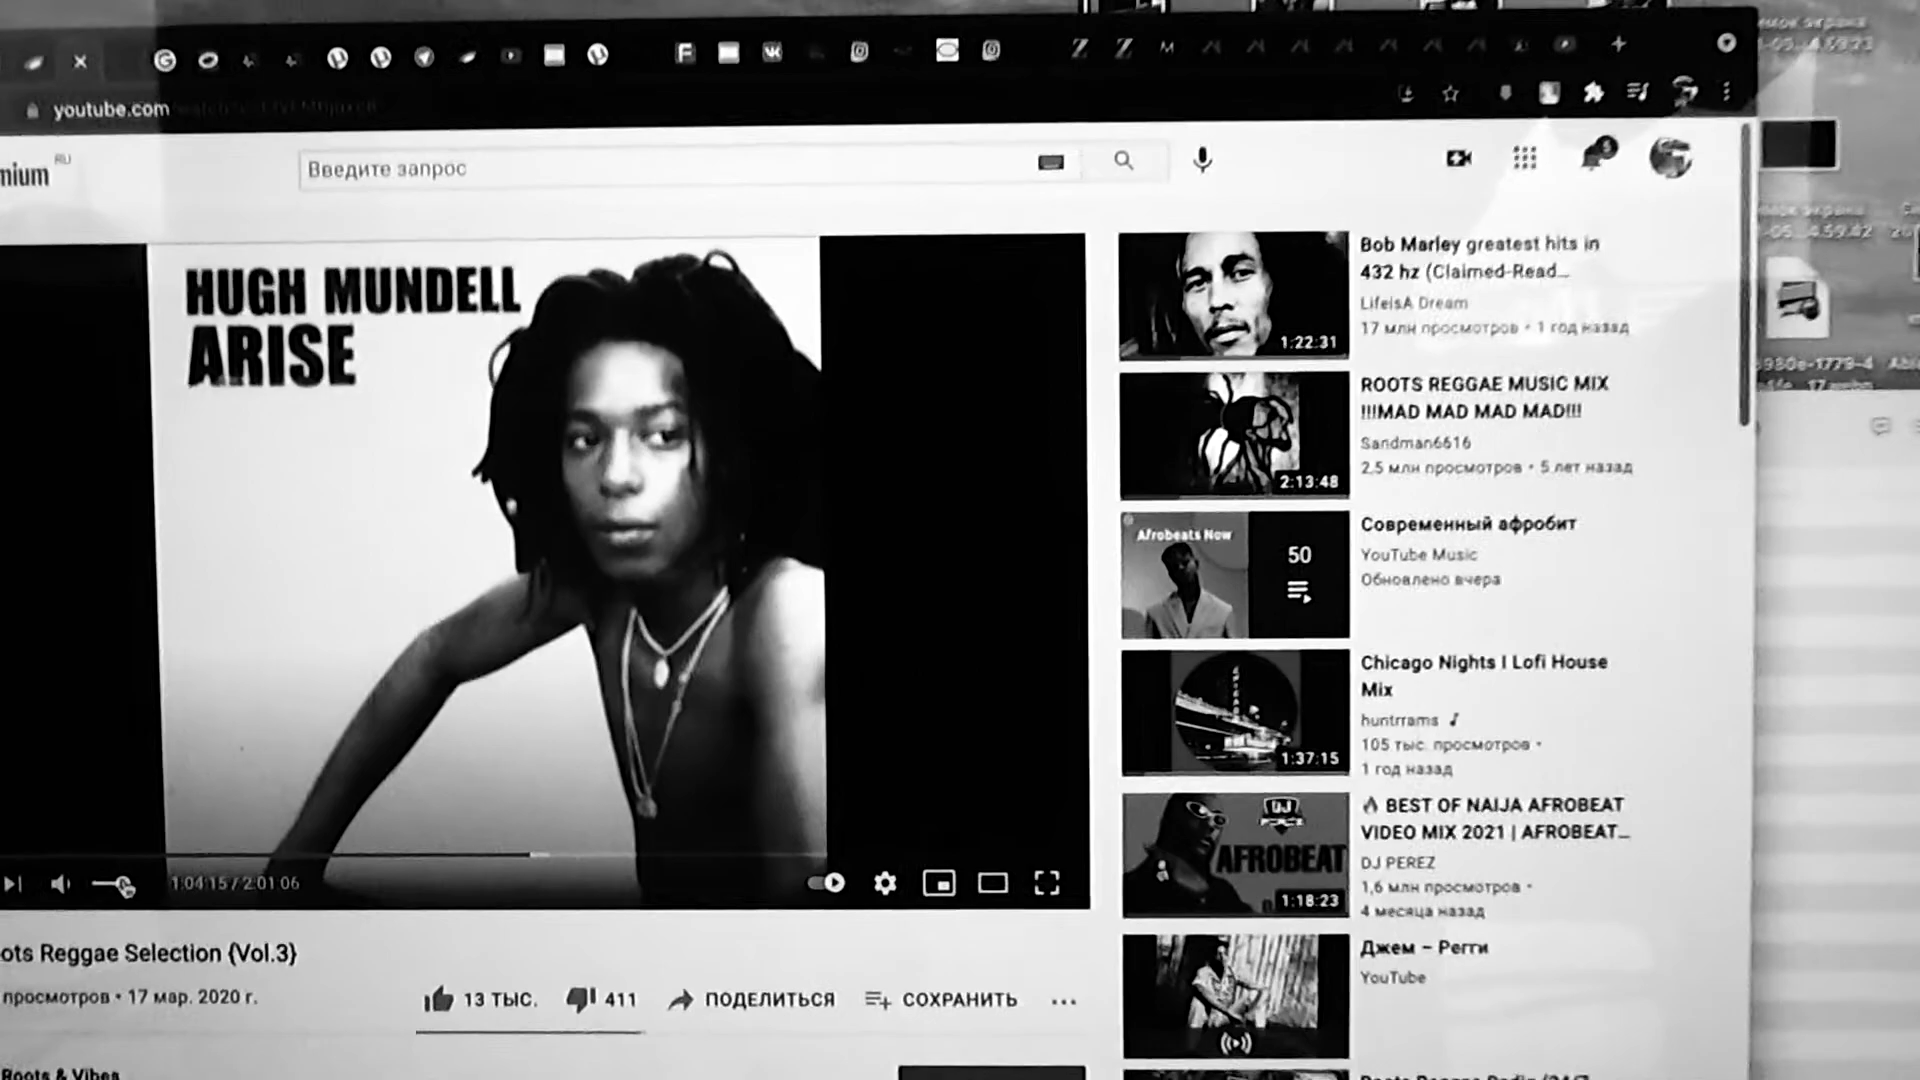 youtube.com
mium RU
Введите запрос
HUGH MUNDELL
ARISE
1:04:15 / 2:01:06
ots Reggae Selection {Vol.3}
просмотров • 17 мар. 2020 г.
13 ТЫС.
411
ПОДЕЛИТЬСЯ
СОХРАНИТЬ
Roots & Vibes
Bob Marley greatest hits in
432 hz (Claimed-Read...
LifeisA Dream
17 млн просмотров • 1 год назад
1:22:31
ROOTS REGGAE MUSIC MIX
!!!MAD MAD MAD MAD!!!
Sandman6616
2,5 млн просмотров • 5 лет назад
2:13:48
Afrobeats Now
50
Современный афробит
YouTube Music
Обновлено вчера
Chicago Nights I Lofi House
Mix
huntrrams
105 тыс. просмотров •
1 год назад
1:37:15
BEST OF NAIJA AFROBEAT
VIDEO MIX 2021 | AFROBEAT...
DJ PEREZ
1,6 млн просмотров •
4 месяца назад
DJ
AFROBEAT
1:18:23
Джем – Регги
YouTube